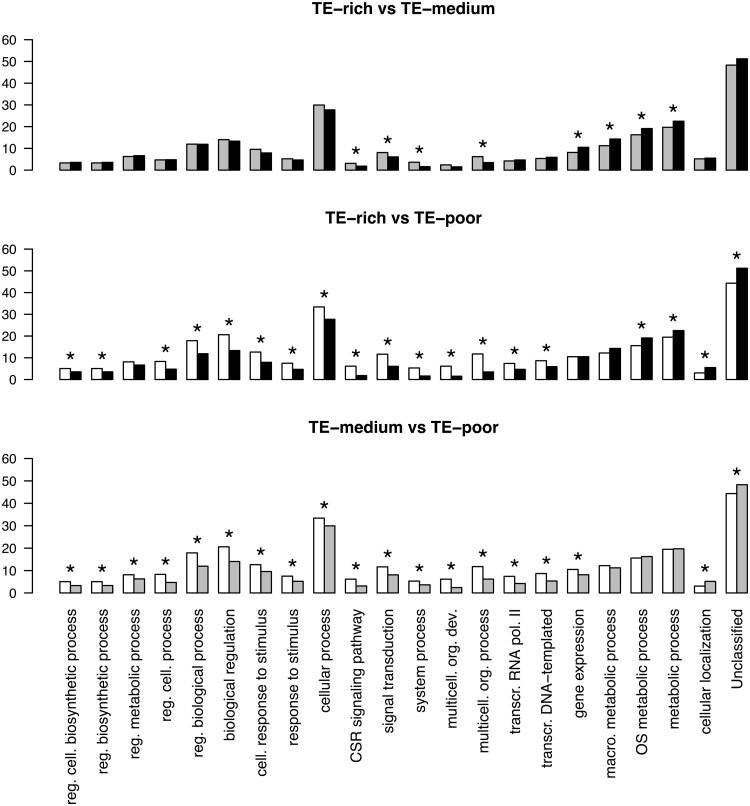 TE−rich vs TE−medium
60
50
40
30
20
10
0
* * * * * * * *
TE−rich vs TE−poor
60
50
40
30
20
10
0
* * * * * * * * * * * * * * * * * * *
TE−medium vs TE−poor
60
50
40
30
20
10
0
* * * * * * * * * * * * * * * * * * *
reg. cell. biosynthetic process
reg. biosynthetic process
reg. metabolic process
reg. cell. process
reg. biological process
biological regulation
cell. response to stimulus
response to stimulus
cellular process
CSR signaling pathway
signal transduction
system process
multicell. org. dev.
multicell. org. process
transcr. RNA pol. II
transcr. DNA−templated
gene expression
macro. metabolic process
OS metabolic process
metabolic process
cellular localization
Unclassified